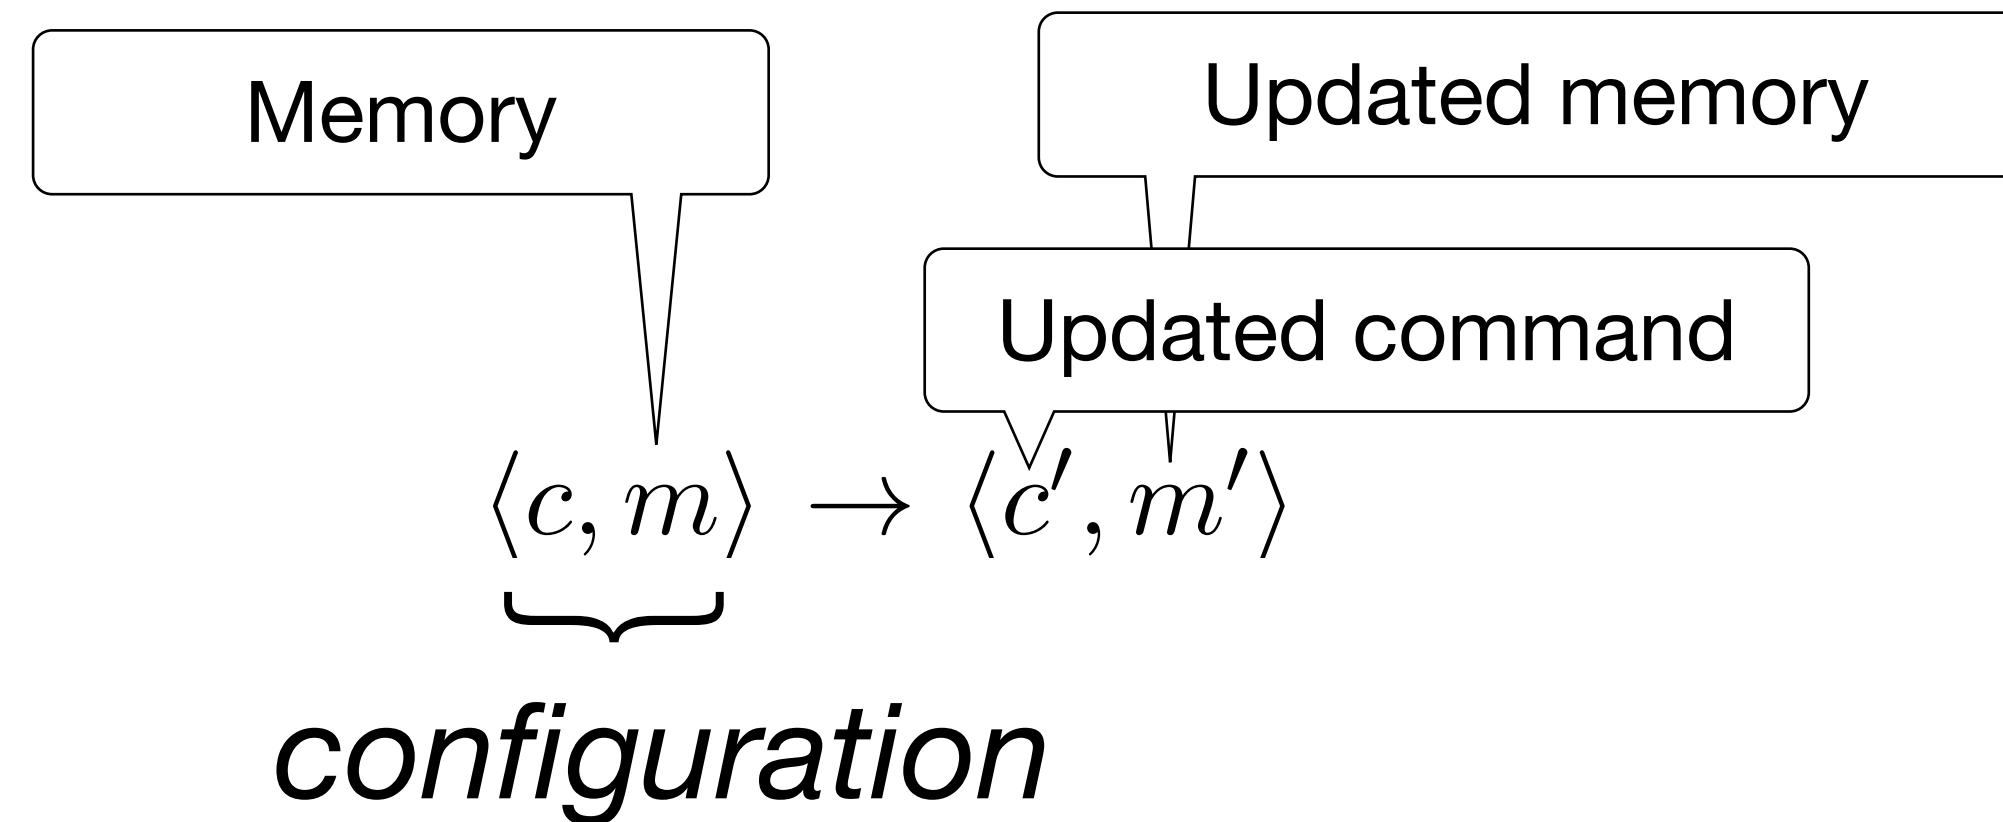 Memory
Updated memory
Updated command
⟨c, m⟩ → ⟨c′, m′⟩
configuration